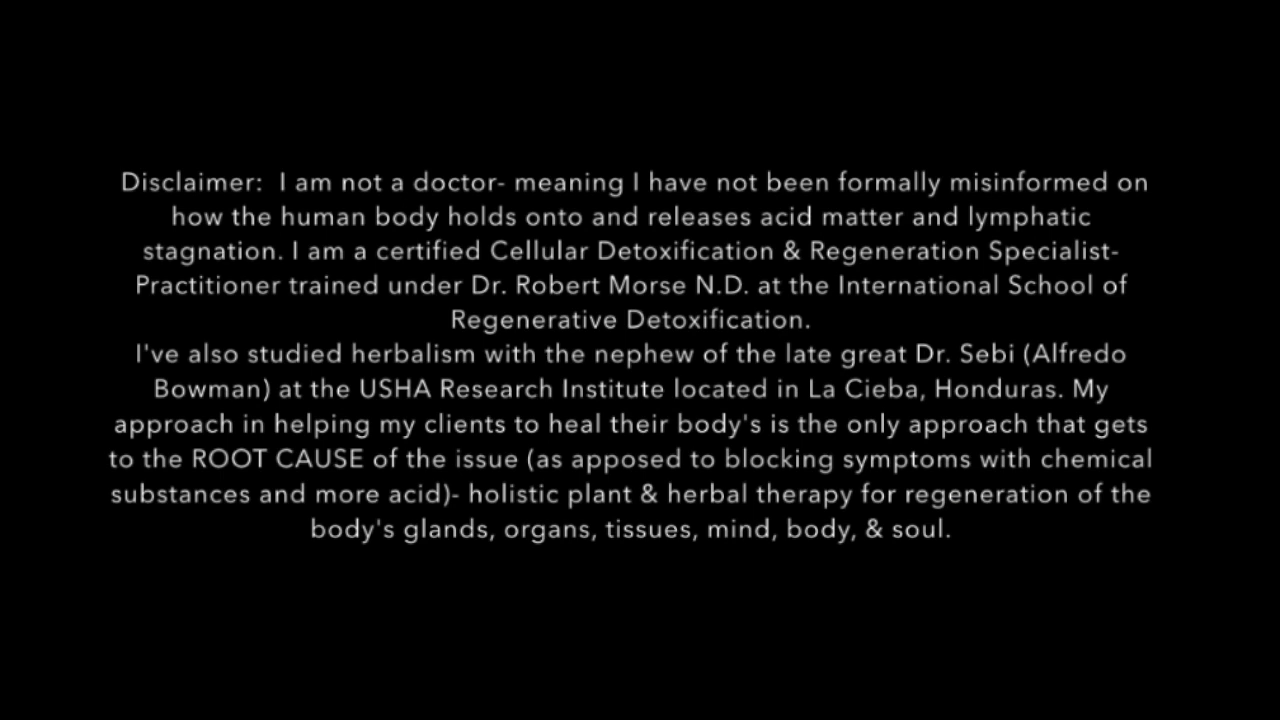 Disclaimer:  I am not a doctor- meaning I have not been formally misinformed on
how the human body holds onto and releases acid matter and lymphatic
stagnation. I am a certified Cellular Detoxification & Regeneration Specialist-
Practitioner trained under Dr. Robert Morse N.D. at the International School of
Regenerative Detoxification.
I've also studied herbalism with the nephew of the late great Dr. Sebi (Alfredo
Bowman) at the USHA Research Institute located in La Cieba, Honduras. My
approach in helping my clients to heal their body's is the only approach that gets
to the ROOT CAUSE of the issue (as apposed to blocking symptoms with chemical
substances and more acid)- holistic plant & herbal therapy for regeneration of the
body's glands, organs, tissues, mind, body, & soul.